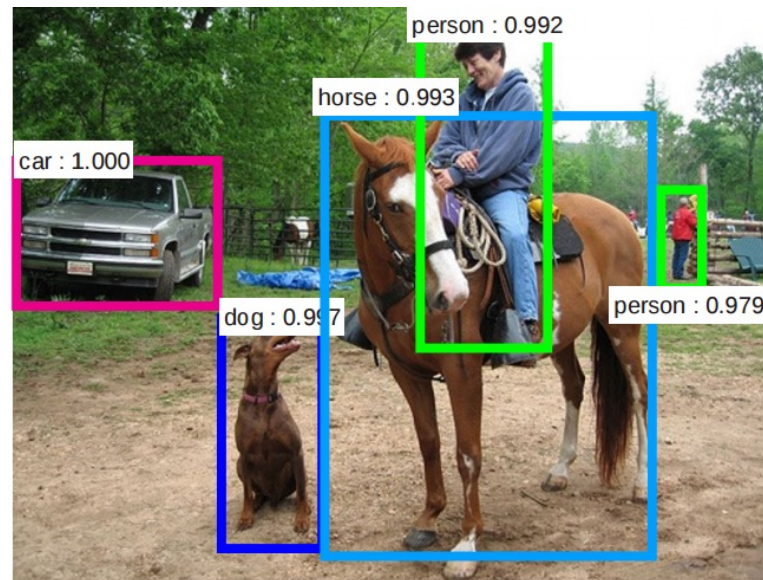 person : 0.992
horse : 0.993
car : 1.000
person : 0.979
dog : 0.997